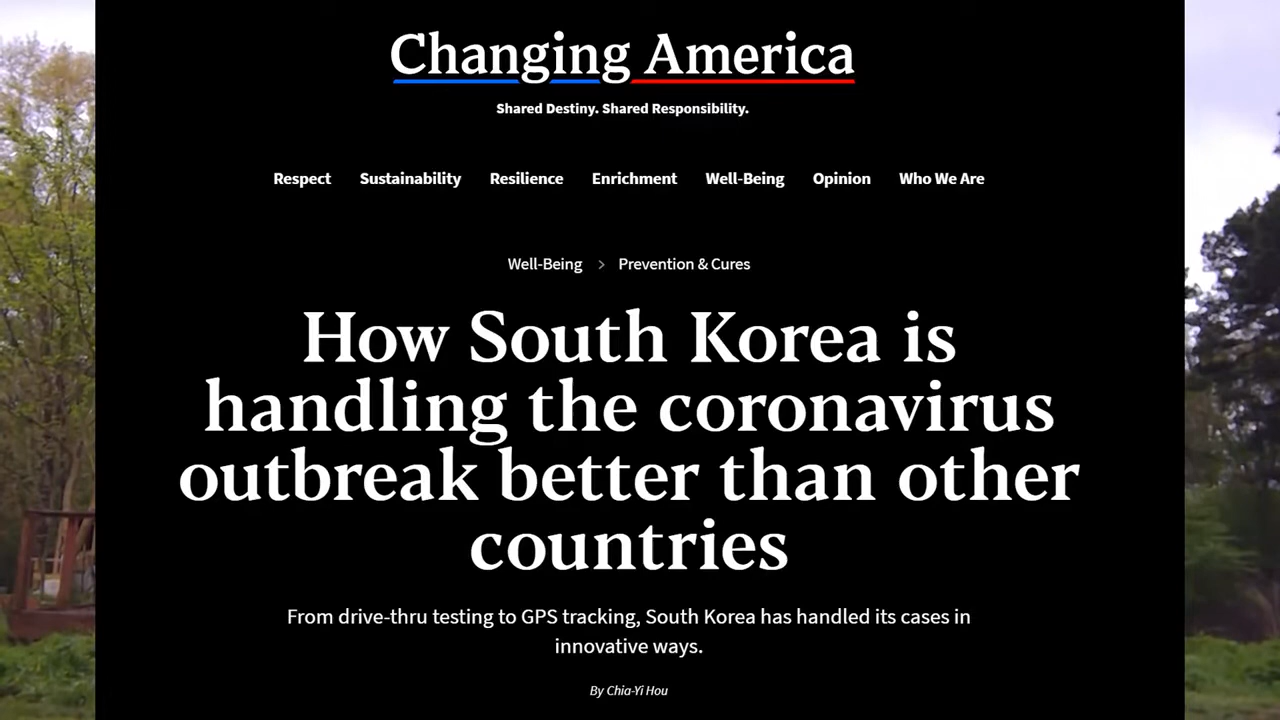 Changing America
Shared Destiny. Shared Responsibility.
Respect Sustainability Resilience Enrichment Well-Being Opinion Who We Are
Well-Being > Prevention & Cures
How South Korea is
handling the coronavirus
outbreak better than other
countries
From drive-thru testing to GPS tracking, South Korea has handled its cases in
innovative ways.
By Chia-Yi Hou